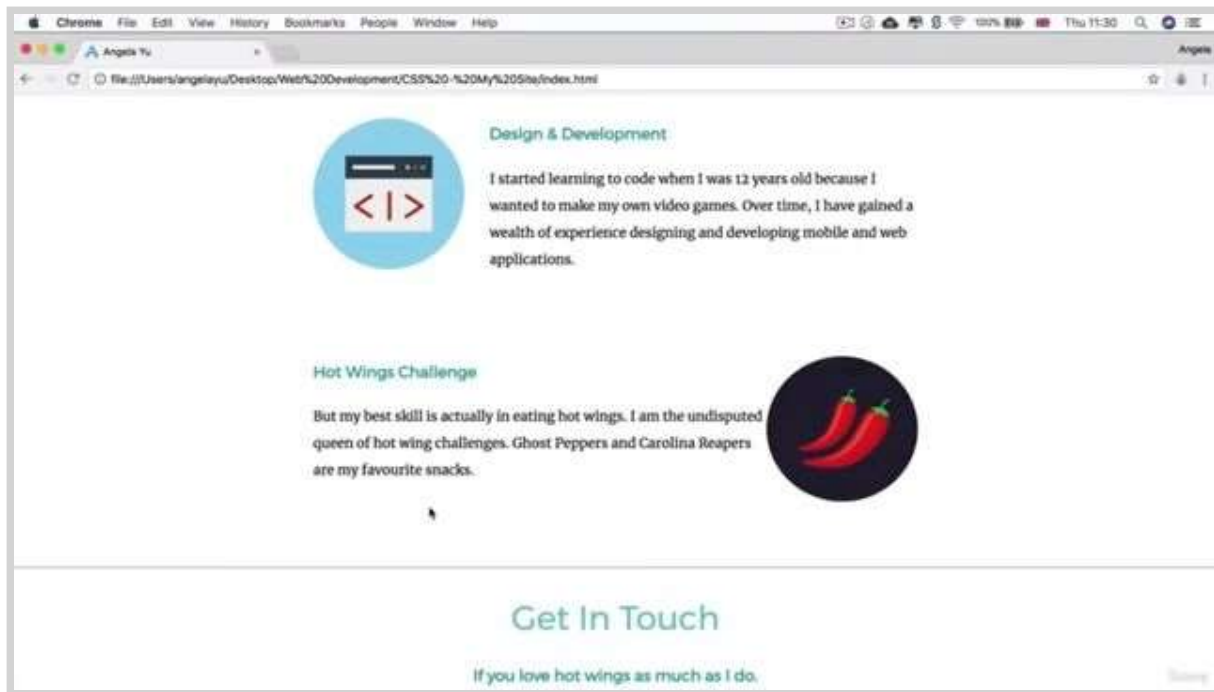 Chrome File Edit View History Bookmarks People Window Help 100% Thu 11:30
Angela Yu Angela
file:///Users/angelayu/Desktop/Web%20Development/CSS%20-%20My%20Site/index.html
Design & Development
I started learning to code when I was 12 years old because I
wanted to make my own video games. Over time, I have gained a
wealth of experience designing and developing mobile and web
applications.
< | >
Hot Wings Challenge
But my best skill is actually in eating hot wings. I am the undisputed
queen of hot wing challenges. Ghost Peppers and Carolina Reapers
are my favourite snacks.
Get In Touch
If you love hot wings as much as I do.